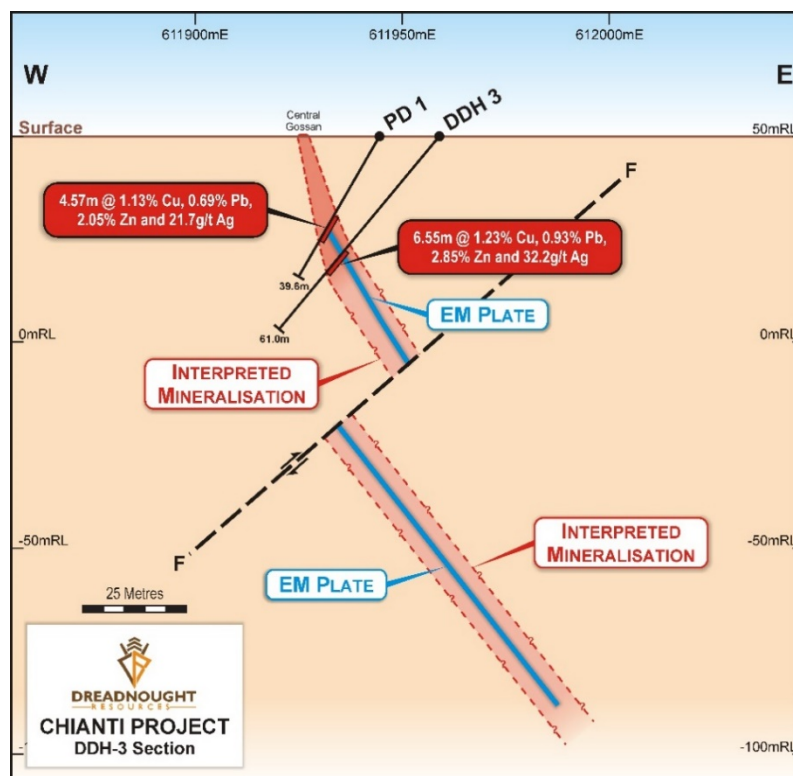 611900mE
611950mE
612000mE
W
E
PD 1
DDH 3
Central
Gossan
Surface
50mRL
F
4.57m @ 1.13% Cu, 0.69% Pb,
2.05% Zn and 21.7g/t Ag
6.55m @ 1.23% Cu, 0.93% Pb,
2.85% Zn and 32.2g/t Ag
39.6m
61.0m
EM PLATE
0mRL
0mRL
INTERPRETED
MINERALISATION
-50mRL
-50mRL
F
INTERPRETED
MINERALISATION
EM PLATE
25 Metres
DREADNOUGHT
RESOURCES
CHIANTI PROJECT
DDH-3 Section
-100mRL